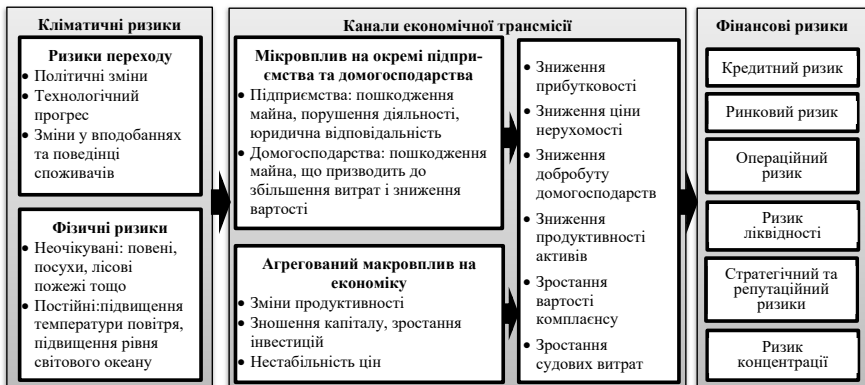 Кліматичні ризики
Ризики переходу
• Політичні зміни
• Технологічний
прогрес
• Зміни у вподобаннях
та поведінці
споживачів
Фізичні ризики
• Неочікувані: повені,
посухи, лісові
пожежі тощо
• Постійні:підвищення
температури повітря,
підвищення рівня
світового океану
Канали економічної трансмісії
Мікровплив на окремі підпри-
ємства та домогосподарства
• Підприємства: пошкодження
майна, порушення діяльності,
юридична відповідальність
• Домогосподарства: пошкодження
майна, що призводить до
збільшення витрат і зниження
вартості
Агрегований макровплив на
економіку
• Зміни продуктивності
• Зношення капіталу, зростання
інвестицій
• Нестабільність цін
• Зниження
прибутковості
• Зниження ціни
нерухомості
• Зниження
добробуту
домогосподарств
• Зниження
продуктивності
активів
• Зростання
вартості
комплаєнсу
• Зростання
судових витрат
Фінансові ризики
Кредитний ризик
Ринковий ризик
Операційний
ризик
Ризик
ліквідності
Стратегічний та
репутаційний
ризики
Ризик
концентрації